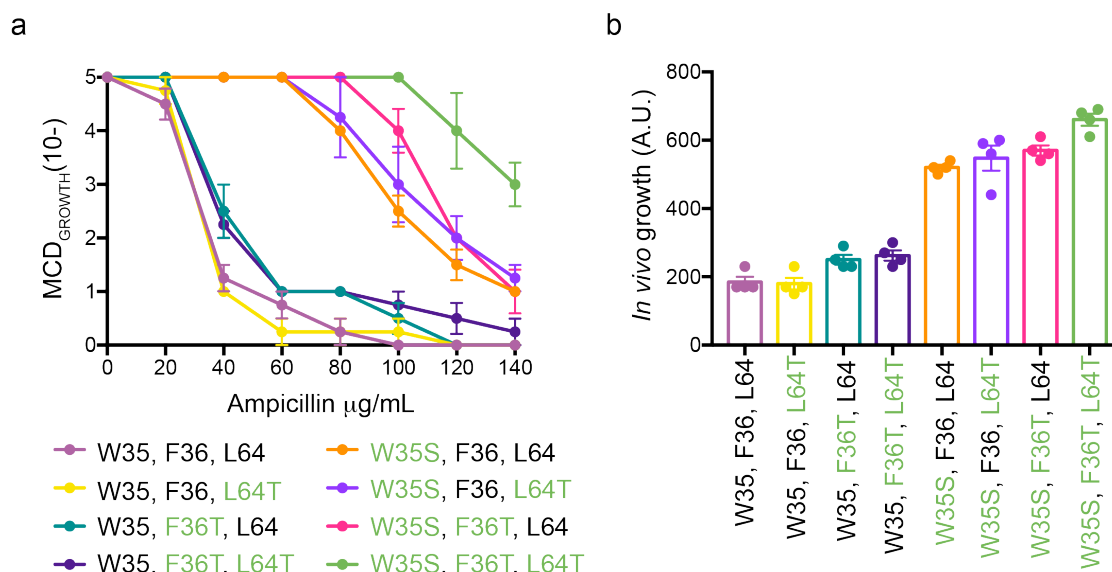 a
MCD_GROWTH(10-)
5
4
3
2
1
0
0 20 40 60 80 100 120 140
Ampicillin μg/mL
W35, F36, L64
W35, F36, L64T
W35, F36T, L64
W35, F36T, L64T
W35S, F36, L64
W35S, F36, L64T
W35S, F36T, L64
W35S, F36T, L64T
b
In vivo growth (A.U.)
800
600
400
200
0
W35, F36, L64
W35, F36, L64T
W35, F36T, L64
W35, F36T, L64T
W35S, F36, L64
W35S, F36, L64T
W35S, F36T, L64
W35S, F36T, L64T